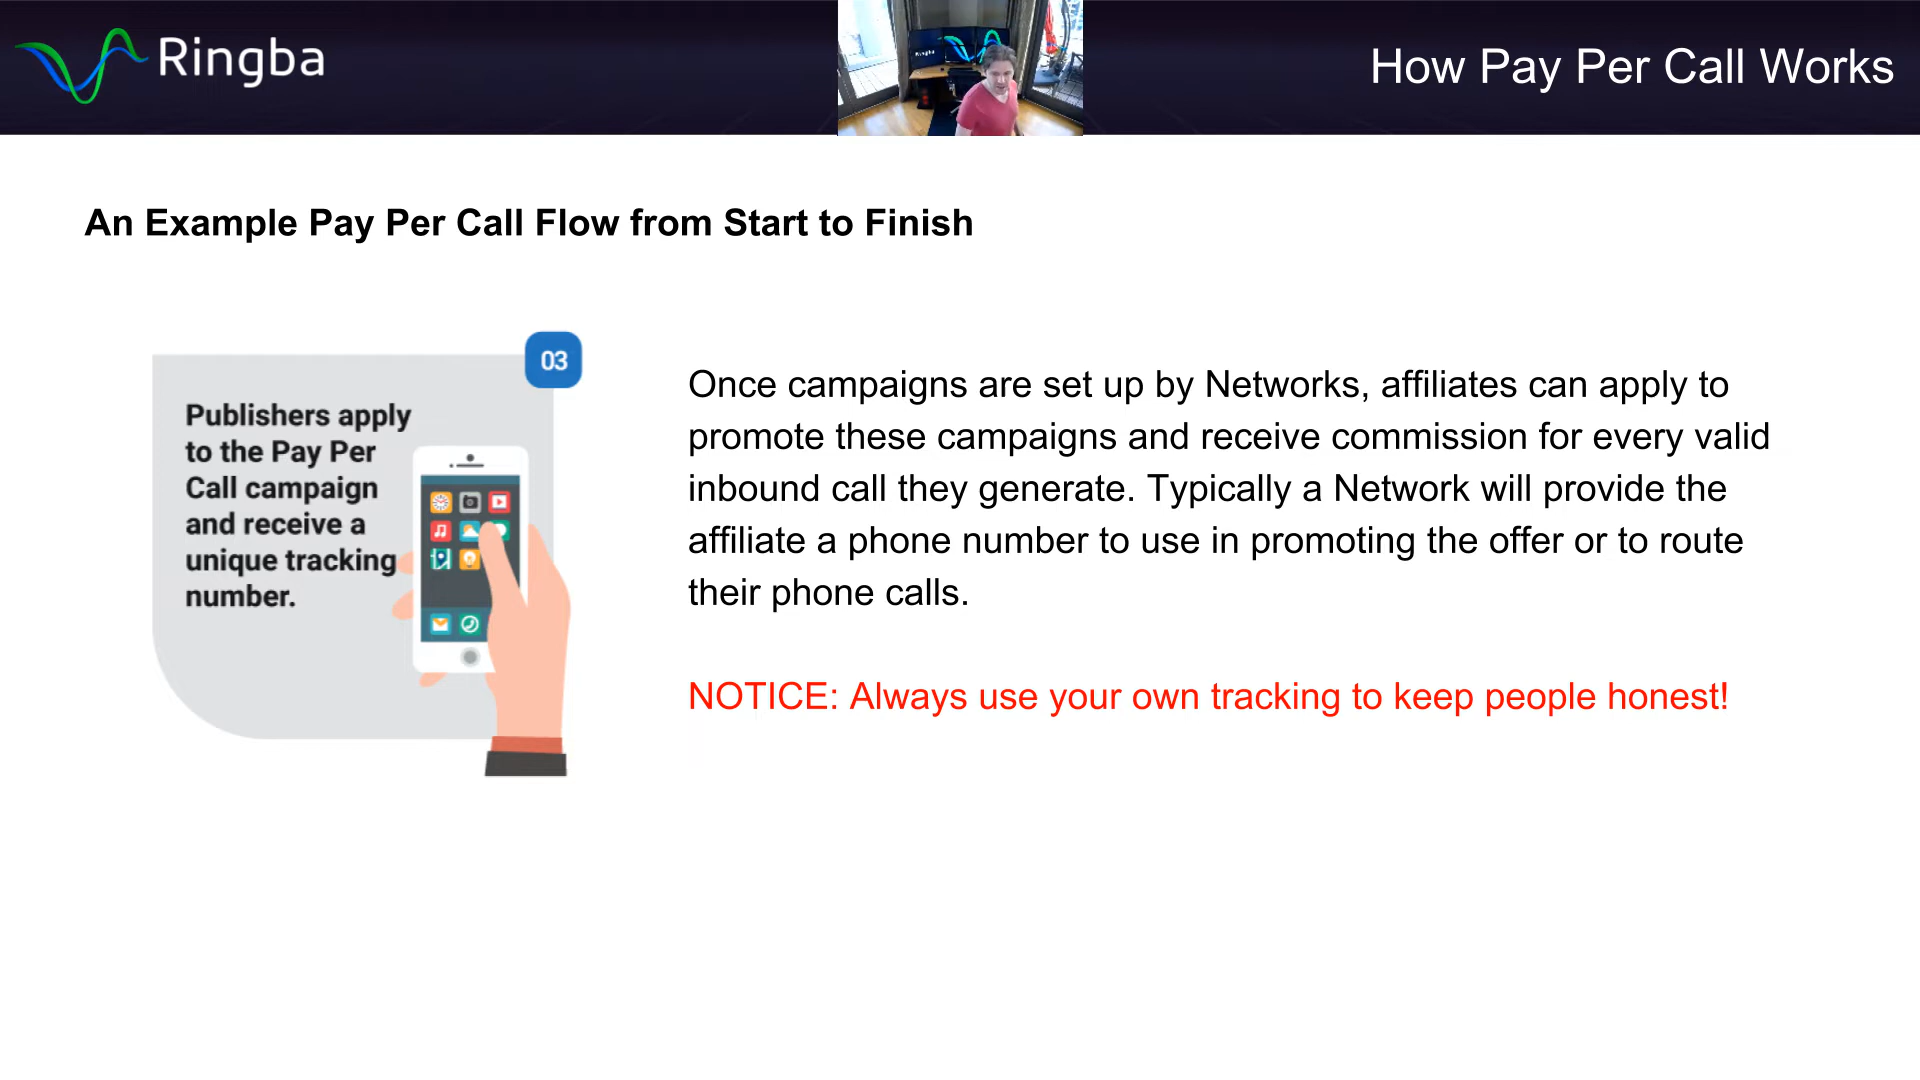 Ringba
How Pay Per Call Works
An Example Pay Per Call Flow from Start to Finish
03
Publishers apply
to the Pay Per
Call campaign
and receive a
unique tracking
number.
Once campaigns are set up by Networks, affiliates can apply to
promote these campaigns and receive commission for every valid
inbound call they generate. Typically a Network will provide the
affiliate a phone number to use in promoting the offer or to route
their phone calls.
NOTICE: Always use your own tracking to keep people honest!